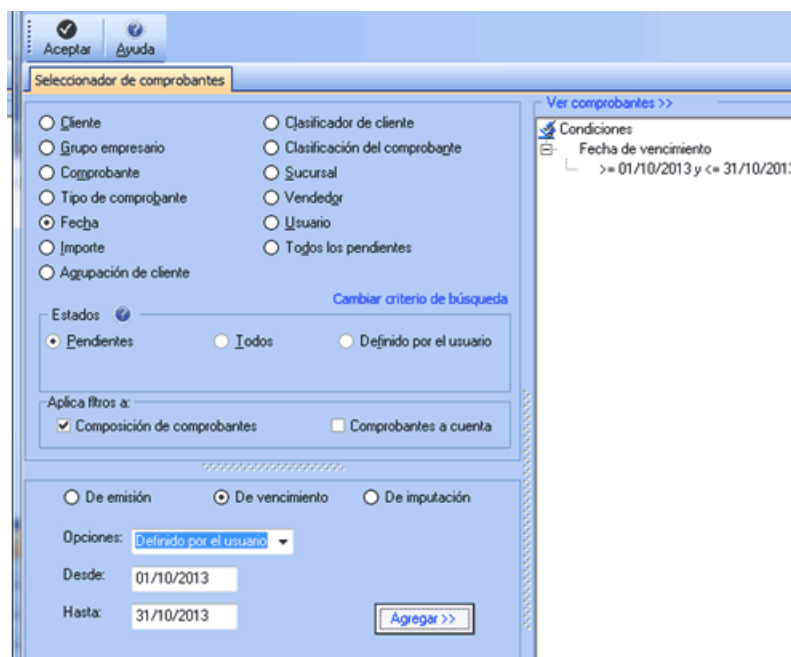 Aceptar Ayuda
Seleccionador de comprobantes
Cliente
Grupo empresario
Comprobante
Tipo de comprobante
Fecha
Importe
Agrupación de cliente
Clasificador de cliente
Clasificación del comprobante
Sucursal
Vendedor
Usuario
Todos los pendientes
Cambiar criterio de búsqueda
Estados
Pendientes Todos Definido por el usuario
Aplica fltros a:
Composición de comprobantes Comprobantes a cuenta
De emisión De vencimiento De imputación
Opciones: Definido por el usuario
Desde: 01/10/2013
Hasta: 31/10/2013
Agregar >>
Ver comprobantes >>
Condiciones
Fecha de vencimiento
>= 01/10/2013 y <= 31/10/2013